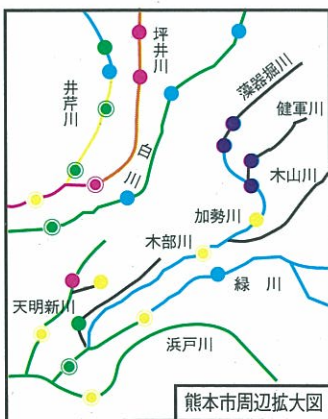 坪井川
井芹川
白川
藻器堀川
健軍川
木山川
加勢川
木部川
天明新川
緑川
浜戸川
熊本市周辺拡大図